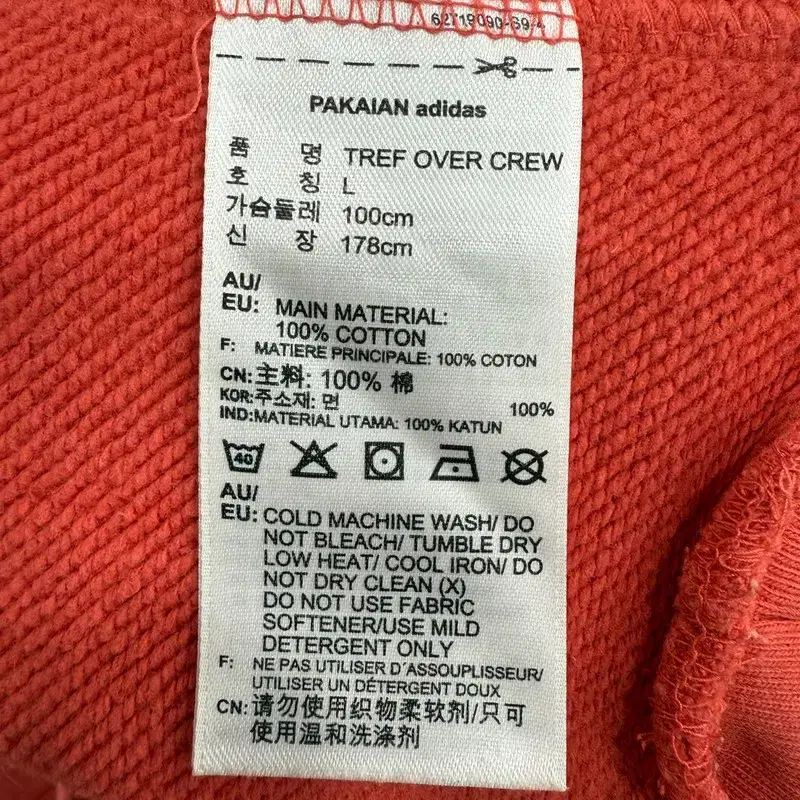 PAKAIAN adidas
품 명 TREF OVER CREW
호 칭 L
가슴둘레 100cm
신 장 178cm
AU/
EU: MAIN MATERIAL:
100% COTTON
F: MATIERE PRINCIPALE: 100% COTON
CN: 主料: 100% 棉
KOR:주소재: 면 100%
IND:MATERIAL UTAMA: 100% KATUN
40
AU/
EU: COLD MACHINE WASH/ DO
NOT BLEACH/ TUMBLE DRY
LOW HEAT/ COOL IRON/ DO
NOT DRY CLEAN (X)
DO NOT USE FABRIC
SOFTENER/USE MILD
DETERGENT ONLY
F: NE PAS UTILISER D'ASSOUPLISSEUR/
UTILISER UN DÉTERGENT DOUX
CN: 请勿使用织物柔软剂/只可
使用温和洗涤剂